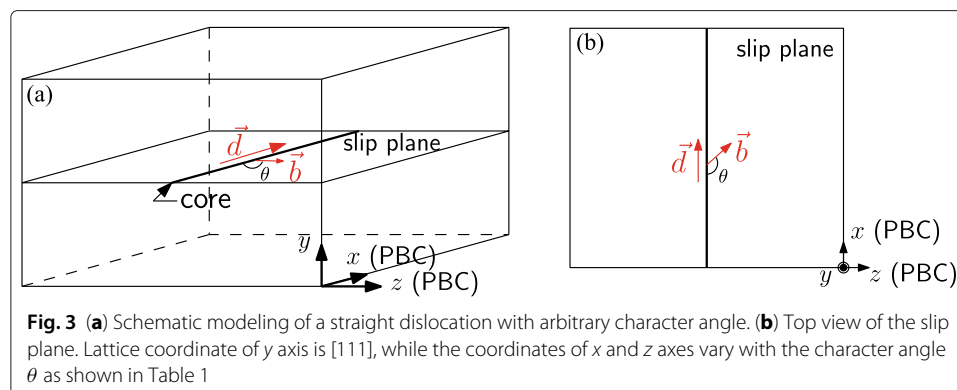 (a)
slip plane
d⃗
b⃗
θ
core
y
x (PBC)
z (PBC)
(b)
slip plane
d⃗
b⃗
θ
x (PBC)
y
z (PBC)
Fig. 3 (a) Schematic modeling of a straight dislocation with arbitrary character angle. (b) Top view of the slip
plane. Lattice coordinate of y axis is [111], while the coordinates of x and z axes vary with the character angle
θ as shown in Table 1